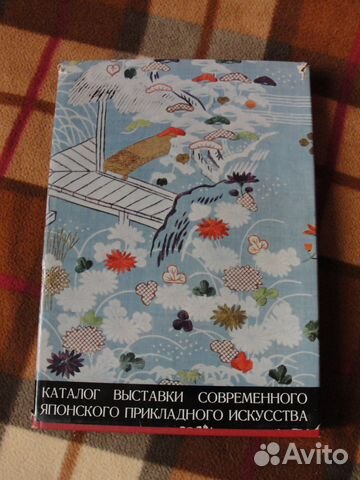 КАТАЛОГ ВЫСТАВКИ СОВРЕМЕННОГО
ЯПОНСКОГО ПРИКЛАДНОГО ИСКУССТВА
Avito